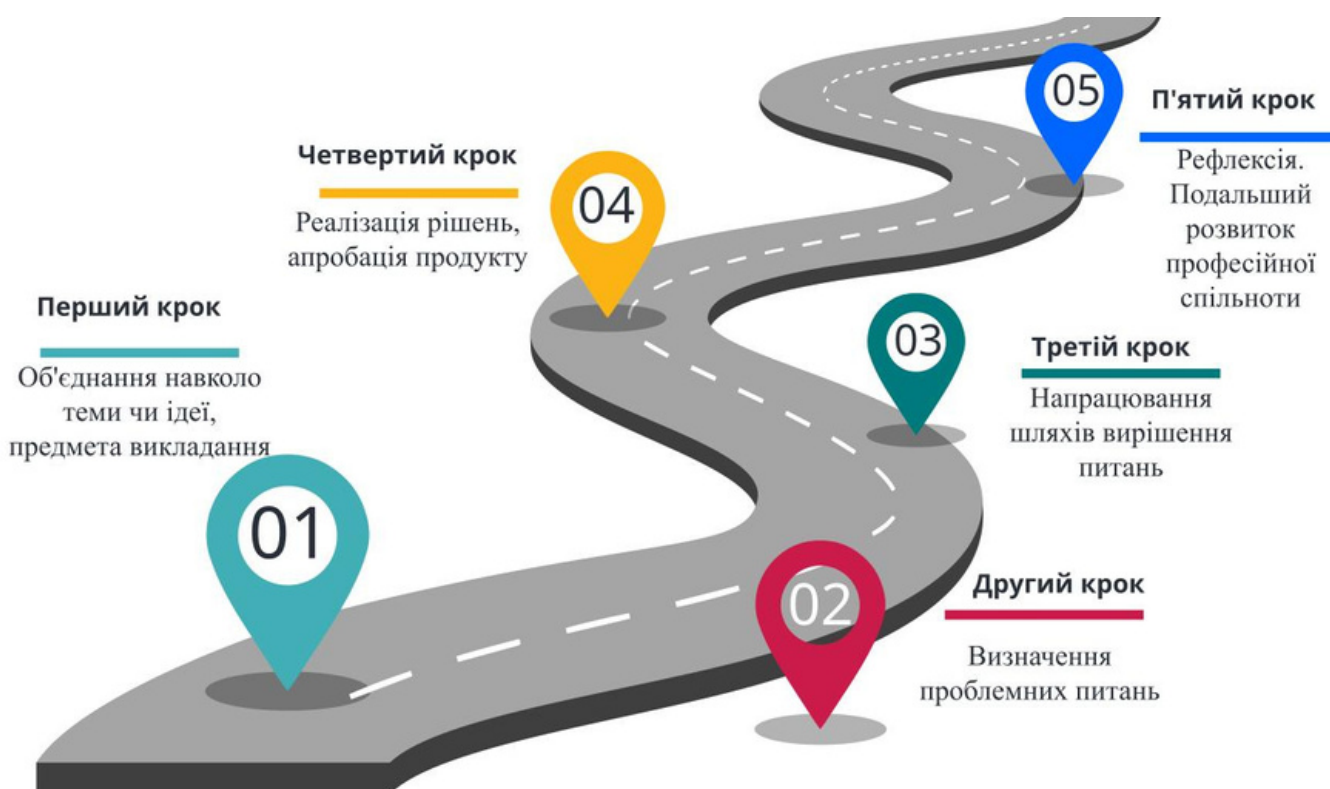 Перший крок
Об'єднання навколо
теми чи ідеї,
предмета викладання
01
02
Другий крок
Визначення
проблемних питань
03
Третій крок
Напрацювання
шляхів вирішення
питань
Четвертий крок
Реалізація рішень,
апробація продукту
04
05
П'ятий крок
Рефлексія.
Подальший
розвиток
професійної
спільноти